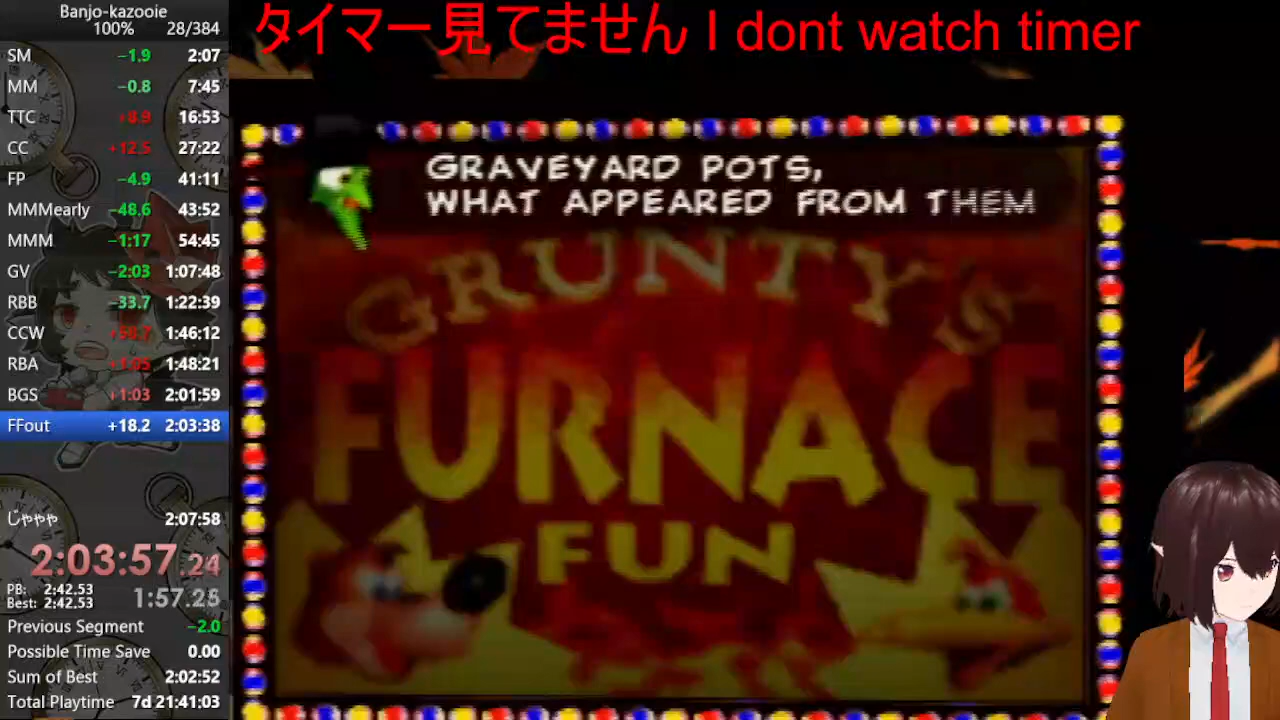 Banjo-kazooie
100% 28/384
タイマー見てません I dont watch timer
SM -1.9 2:07
MM -0.8 7:45
TTC +8.9 16:53
CC +12.5 27:22
FP -4.9 41:11
MMMearly -48.6 43:52
MMM -1:17 54:45
GV -2:03 1:07:48
RBB -33.7 1:22:39
CCW +58.7 1:46:12
RBA +1:05 1:48:21
BGS +1:03 2:01:59
FFout +18.2 2:03:38
じゃゃゃ 2:07:58
2:03:57.24
PB: 2:42.53
Best: 2:42.53
1:57.25
Previous Segment -2.0
Possible Time Save 0.00
Sum of Best 2:02:52
Total Playtime 7d 21:41:03
GRAVEYARD POTS,
WHAT APPEARED FROM THEM
GRUNTY'S
FURNACE
FUN